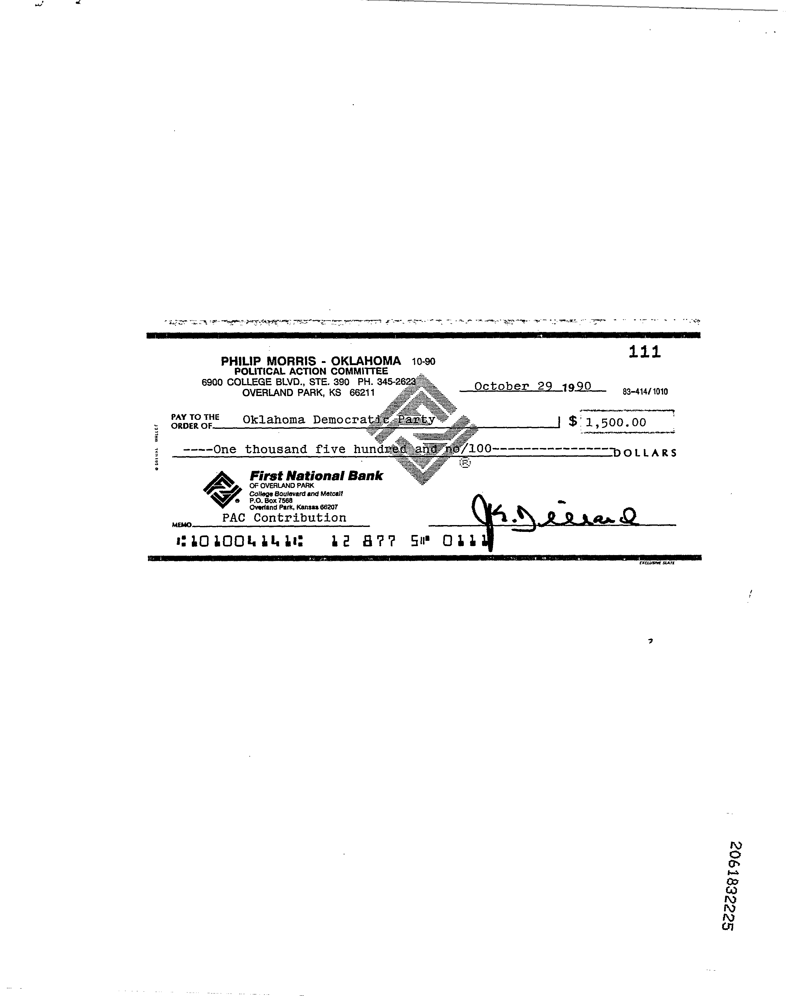 111
PHILIP MORRIS - OKLAHOMA 10-90
POLITICAL ACTION COMMITTEE
6900 COLLEGE BLVD., STE. 390 PH. 345-2623
OVERLAND PARK, KS 66211
October 29 1990 83-414/1010
PAY TO THE
ORDER OF Oklahoma Democratic Party $ 1,500.00
----One thousand five hundred and no/100---------------DOLLARS
First National Bank
OF OVERLAND PARK
College Boulevard and Metcalf
P.O. Box 7568
Overland Park, Kansas 66207
MEMO PAC Contribution
⑆101004141⑆ 12 877 5⑈ 0111
2061832225